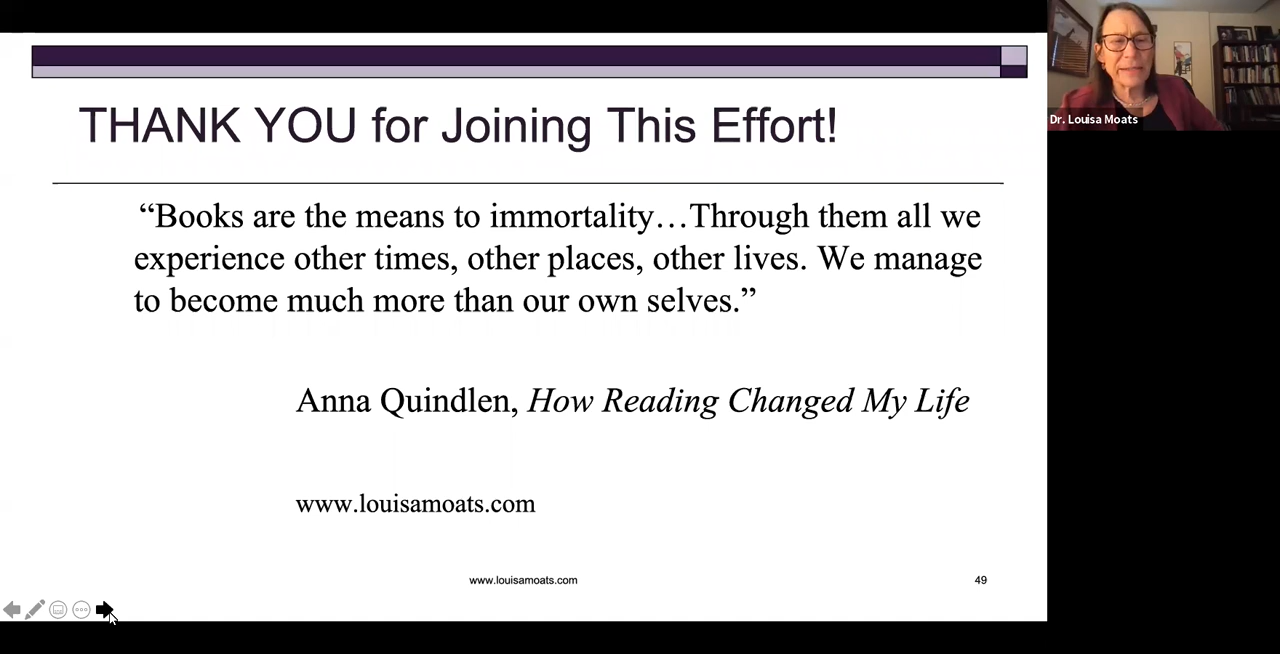 THANK YOU for Joining This Effort!
“Books are the means to immortality…Through them all we
experience other times, other places, other lives. We manage
to become much more than our own selves.”
Anna Quindlen, How Reading Changed My Life
www.louisamoats.com
www.louisamoats.com
49
Dr. Louisa Moats